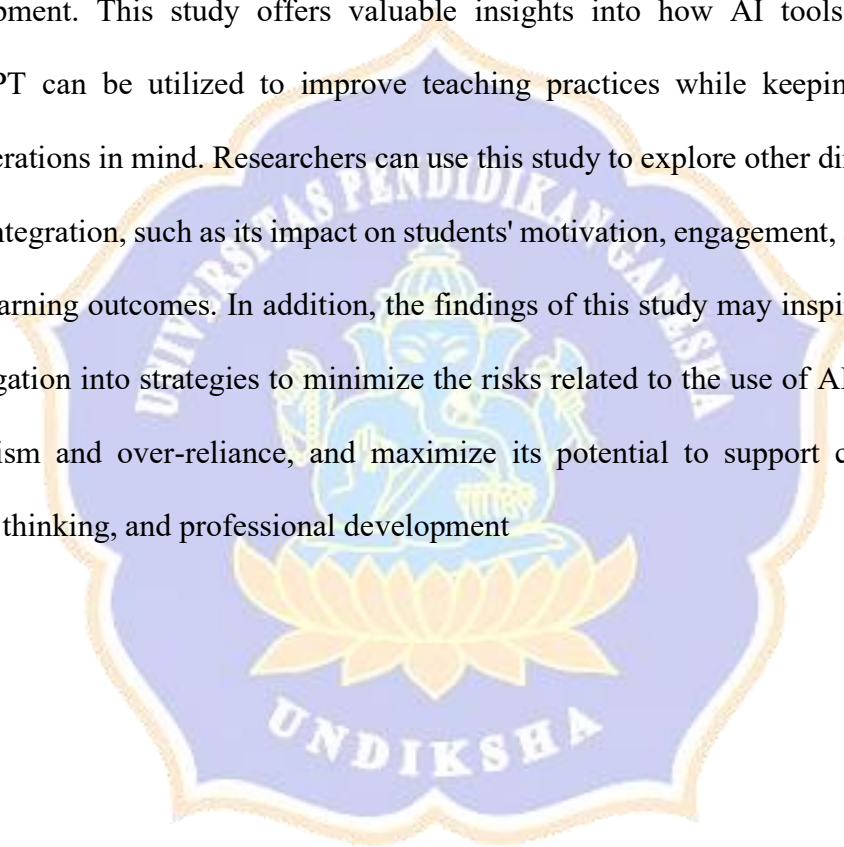 pment. This study offers valuable insights into how AI tools
PT can be utilized to improve teaching practices while keepin
erations in mind. Researchers can use this study to explore other di
ntegration, such as its impact on students' motivation, engagement,
arning outcomes. In addition, the findings of this study may inspi
gation into strategies to minimize the risks related to the use of AI
ism and over-reliance, and maximize its potential to support c
thinking, and professional development
UNIVERSITAS PENDIDIKAN GANESHA
UNDIKSHA